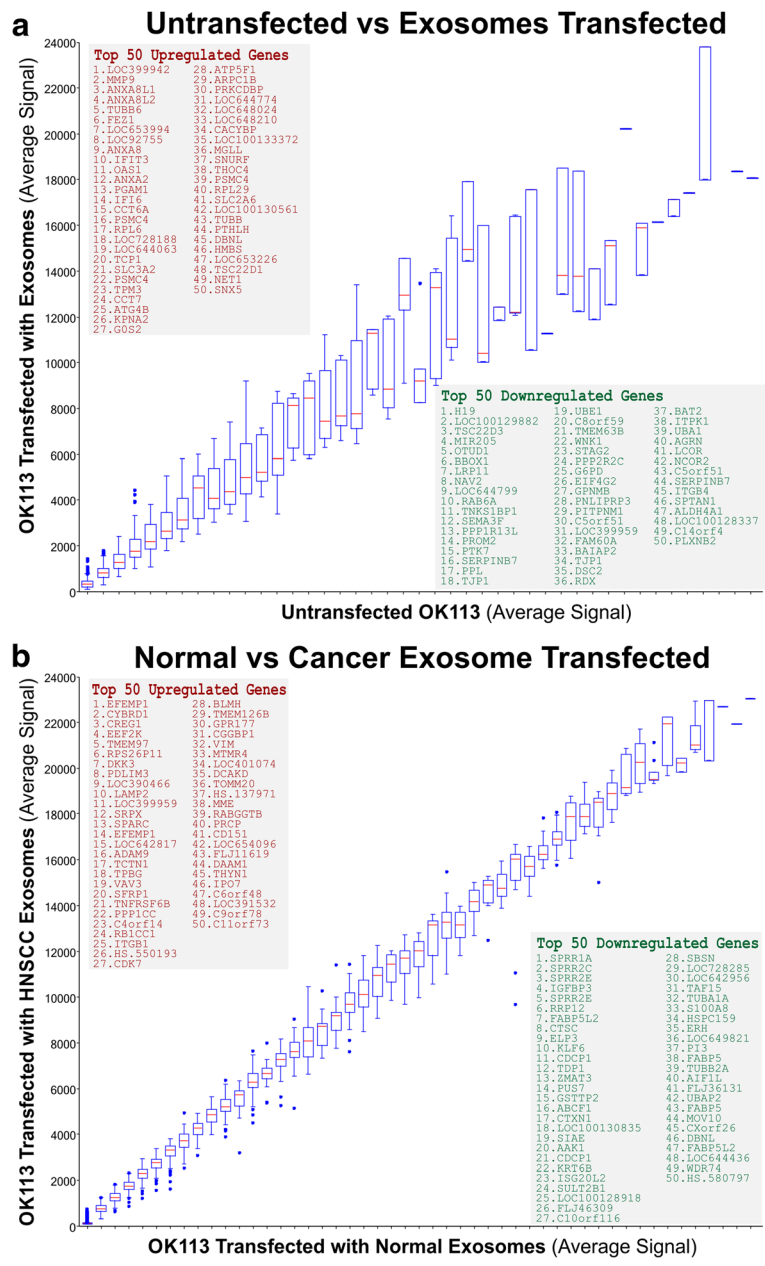 a
Untransfected vs Exosomes Transfected
OK113 Transfected with Exosomes (Average Signal)
24000
22000
20000
18000
16000
14000
12000
10000
8000
6000
4000
2000
0
Top 50 Upregulated Genes
1.LOC399942
2.MMP9
3.ANXA8L1
4.ANXA8L2
5.TUBB6
6.FEZ1
7.LOC653994
8.LOC92755
9.ANXA8
10.IFIT3
11.OAS1
12.ANXA2
13.PGAM1
14.IFI6
15.CCT6A
16.PSMC4
17.RPL6
18.LOC728188
19.LOC644063
20.TCP1
21.SLC3A2
22.PSMC4
23.TPM3
24.CCT7
25.ATG4B
26.KPNA2
27.G0S2
28.ATP5F1
29.ARPC1B
30.PRKCDBP
31.LOC644774
32.LOC648024
33.LOC648210
34.CACYBP
35.LOC100133372
36.MGLL
37.SNURF
38.THOC4
39.PSMC4
40.RPL29
41.SLC2A6
42.LOC100130561
43.TUBB
44.PTHLH
45.DBNL
46.HMBS
47.LOC653226
48.TSC22D1
49.NET1
50.SNX5
Top 50 Downregulated Genes
1.H19
2.LOC100129882
3.TSC22D3
4.MIR205
5.OTUD1
6.BBOX1
7.LRP11
8.NAV2
9.LOC644799
10.RAB6A
11.TNKS1BP1
12.SEMA3F
13.PPP1R13L
14.PROM2
15.PTK7
16.SERPINB7
17.PPL
18.TJP1
19.UBE1
20.C8orf59
21.TMEM63B
22.WNK1
23.STAG2
24.PPP2R2C
25.G6PD
26.EIF4G2
27.GPNMB
28.PNLIPRP3
29.PITPNM1
30.C5orf51
31.LOC399959
32.FAM60A
33.BAIAP2
34.TJP1
35.DSC2
36.RDX
37.BAT2
38.ITPK1
39.UBA1
40.AGRN
41.LCOR
42.NCOR2
43.C5orf51
44.SERPINB7
45.ITGB4
46.SPTAN1
47.ALDH4A1
48.LOC100128337
49.C14orf4
50.PLXNB2
Untransfected OK113 (Average Signal)
b
Normal vs Cancer Exosome Transfected
OK113 Transfected with HNSCC Exosomes (Average Signal)
24000
22000
20000
18000
16000
14000
12000
10000
8000
6000
4000
2000
0
Top 50 Upregulated Genes
1.EFEMP1
2.CYBRD1
3.CREG1
4.EEF2K
5.TMEM97
6.RPS26P11
7.DKK3
8.PDLIM3
9.LOC390466
10.LAMP2
11.LOC399959
12.SRPX
13.SPARC
14.EFEMP1
15.LOC642817
16.ADAM9
17.TCTN1
18.TPBG
19.VAV3
20.SFRP1
21.TNFRSF6B
22.PPP1CC
23.C4orf14
24.RB1CC1
25.ITGB1
26.HS.550193
27.CDK7
28.BLMH
29.TMEM126B
30.GPR177
31.CGGBP1
32.VIM
33.MTMR4
34.LOC401074
35.DCAKD
36.TOMM20
37.HS.137971
38.MME
39.RABGGTB
40.PRCP
41.CD151
42.LOC654096
43.FLJ11619
44.DAAM1
45.THYN1
46.IPO7
47.C6orf48
48.LOC391532
49.C9orf78
50.C11orf73
Top 50 Downregulated Genes
1.SPRR1A
2.SPRR2C
3.SPRR2E
4.IGFBP3
5.SPRR2E
6.RRP12
7.FABP5L2
8.CTSC
9.ELP3
10.KLF6
11.CDCP1
12.TDP1
13.ZMAT3
14.PUS7
15.GSTTP2
16.ABCF1
17.CTXN1
18.LOC100130835
19.SIAE
20.AAK1
21.CDCP1
22.KRT6B
23.ISG20L2
24.SULT2B1
25.LOC100128918
26.FLJ46309
27.C10orf116
28.SBSN
29.LOC728285
30.LOC642956
31.TAF15
32.TUBA1A
33.S100A8
34.HSPC159
35.ERH
36.LOC649821
37.PI3
38.FABP5
39.TUBB2A
40.AIF1L
41.FLJ36131
42.UBAP2
43.FABP5
44.MOV10
45.CXorf26
46.DBNL
47.FABP5L2
48.LOC644436
49.WDR74
50.HS.580797
OK113 Transfected with Normal Exosomes (Average Signal)